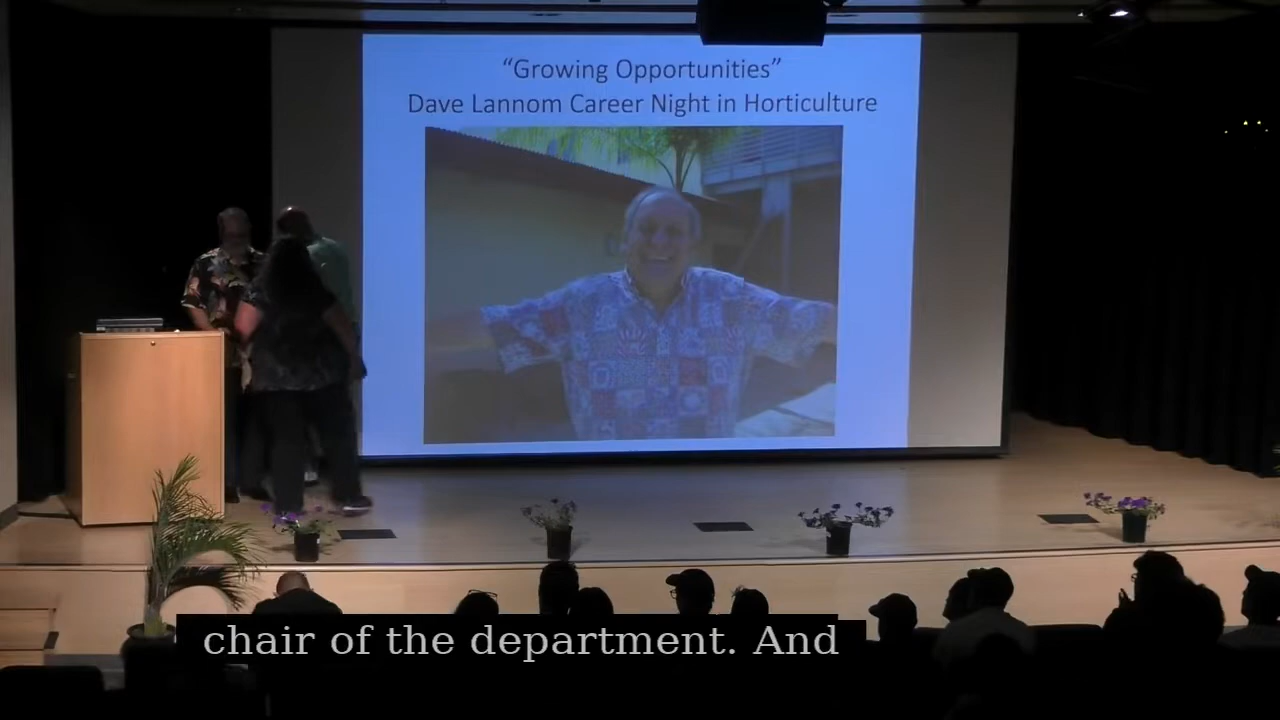 “Growing Opportunities”
Dave Lannom Career Night in Horticulture
chair of the department. And